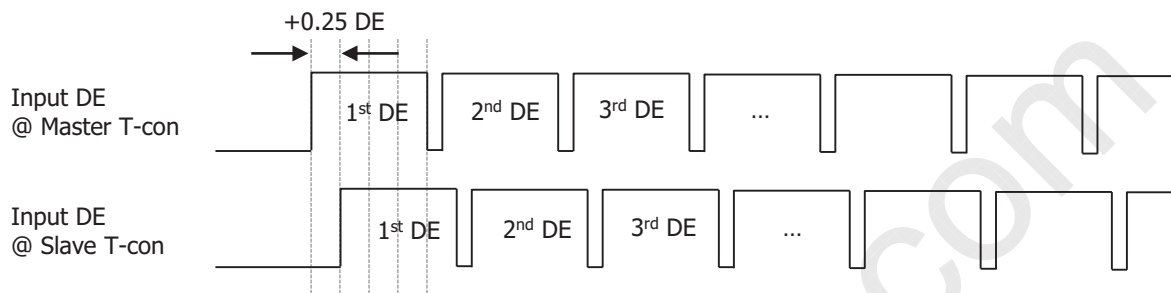 +0.25 DE
Input DE
@ Master T-con
1st DE
2nd DE
3rd DE
...
Input DE
@ Slave T-con
1st DE
2nd DE
3rd DE
...
com